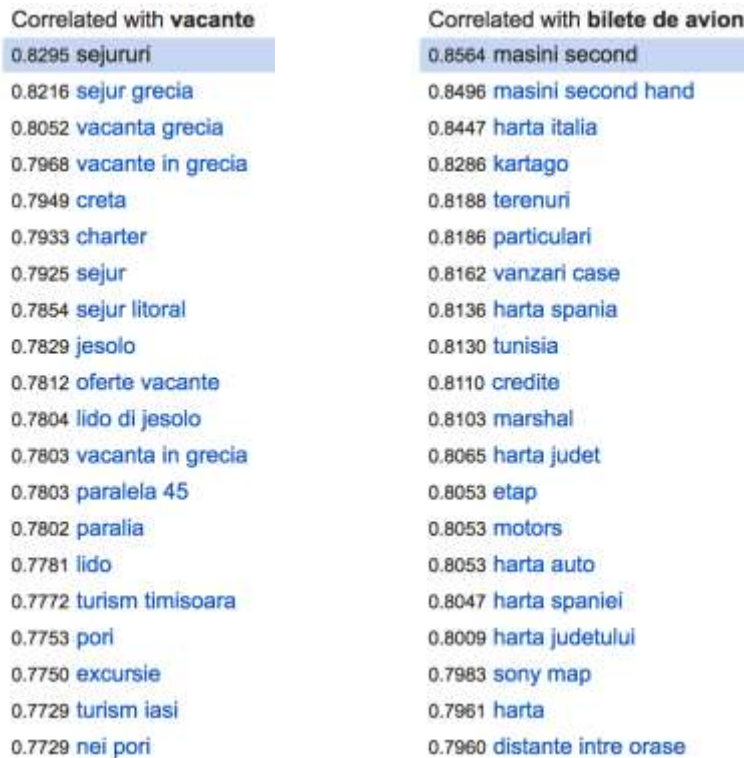 Correlated with vacante
0.8295 sejururi
0.8216 sejur grecia
0.8052 vacanta grecia
0.7968 vacante in grecia
0.7949 creta
0.7933 charter
0.7925 sejur
0.7854 sejur litoral
0.7829 jesolo
0.7812 oferte vacante
0.7804 lido di jesolo
0.7803 vacanta in grecia
0.7803 paralela 45
0.7802 paralia
0.7781 lido
0.7772 turism timisoara
0.7753 pori
0.7750 excursie
0.7729 turism iasi
0.7729 nei pori
Correlated with bilete de avion
0.8564 masini second
0.8496 masini second hand
0.8447 harta italia
0.8286 kartago
0.8188 terenuri
0.8186 particulari
0.8162 vanzari case
0.8136 harta spania
0.8130 tunisia
0.8110 credite
0.8103 marshal
0.8065 harta judet
0.8053 etap
0.8053 motors
0.8053 harta auto
0.8047 harta spaniei
0.8009 harta judetului
0.7983 sony map
0.7961 harta
0.7960 distante intre orase